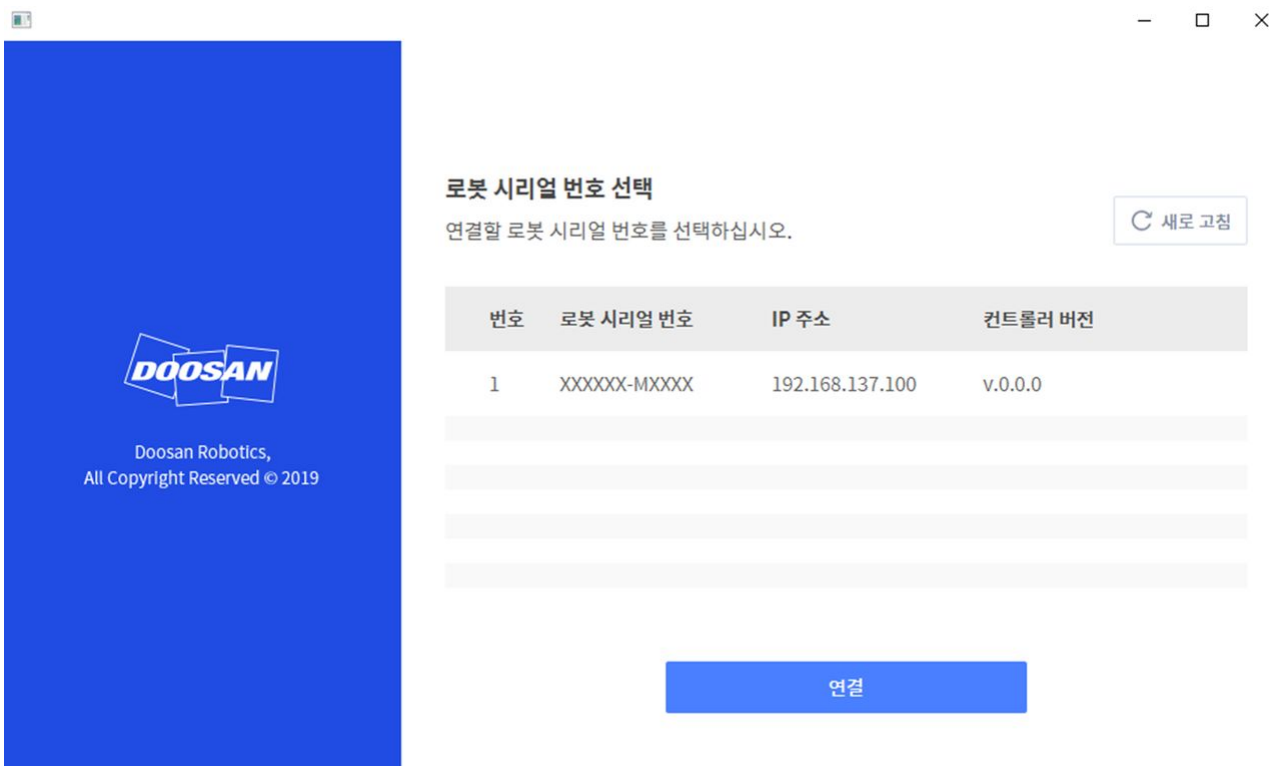 DOOSAN
Doosan Robotics,
All Copyright Reserved © 2019
로봇 시리얼 번호 선택
연결할 로봇 시리얼 번호를 선택하십시오.
새로 고침
번호 로봇 시리얼 번호 IP 주소 컨트롤러 버전
1 XXXXXX-MXXXX 192.168.137.100 v.0.0.0
연결